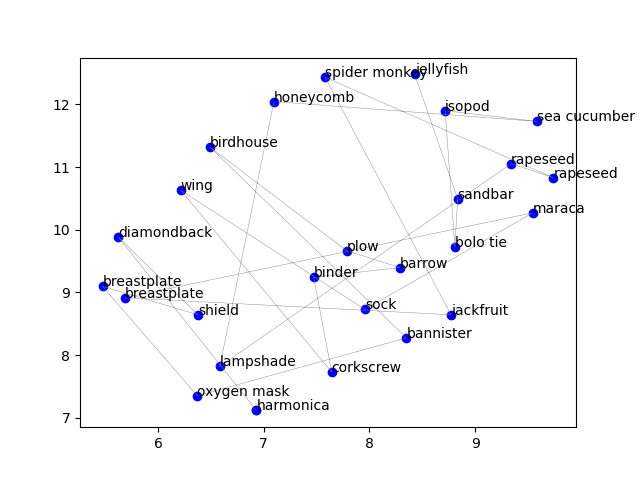 jellyfish
spider monkey
honeycomb
isopod
sea cucumber
12
birdhouse
rapeseed
11
rapeseed
wing
sandbar
maraca
10
diamondback
plow
bolo tie
barrow
binder
breastplate
9
breastplate
sock
shield
jackfruit
bannister
8
lampshade
corkscrew
oxygen mask
harmonica
7
6 7 8 9